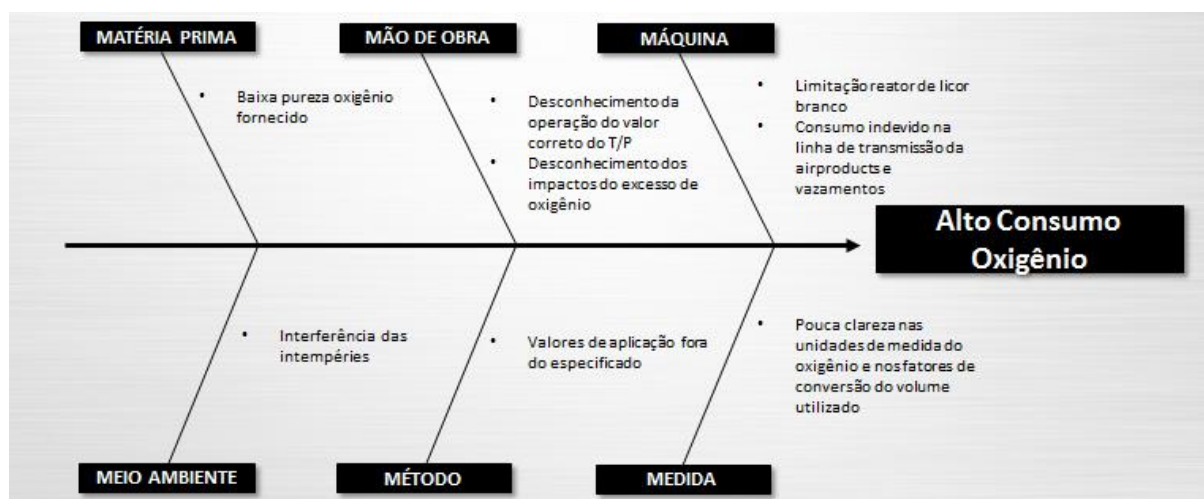 MATÉRIA PRIMA
MÃO DE OBRA
MÁQUINA
• Baixa pureza oxigênio
fornecido
• Desconhecimento da
operação do valor
correto do T/P
• Desconhecimento dos
impactos do excesso de
oxigênio
• Limitação reator de licor
branco
• Consumo indevido na
linha de transmissão da
airproducts e
vazamentos
Alto Consumo
Oxigênio
• Interferência das
intempéries
• Valores de aplicação fora
do especificado
• Pouca clareza nas
unidades de medida do
oxigênio e nos fatores de
conversão do volume
utilizado
MEIO AMBIENTE
MÉTODO
MEDIDA